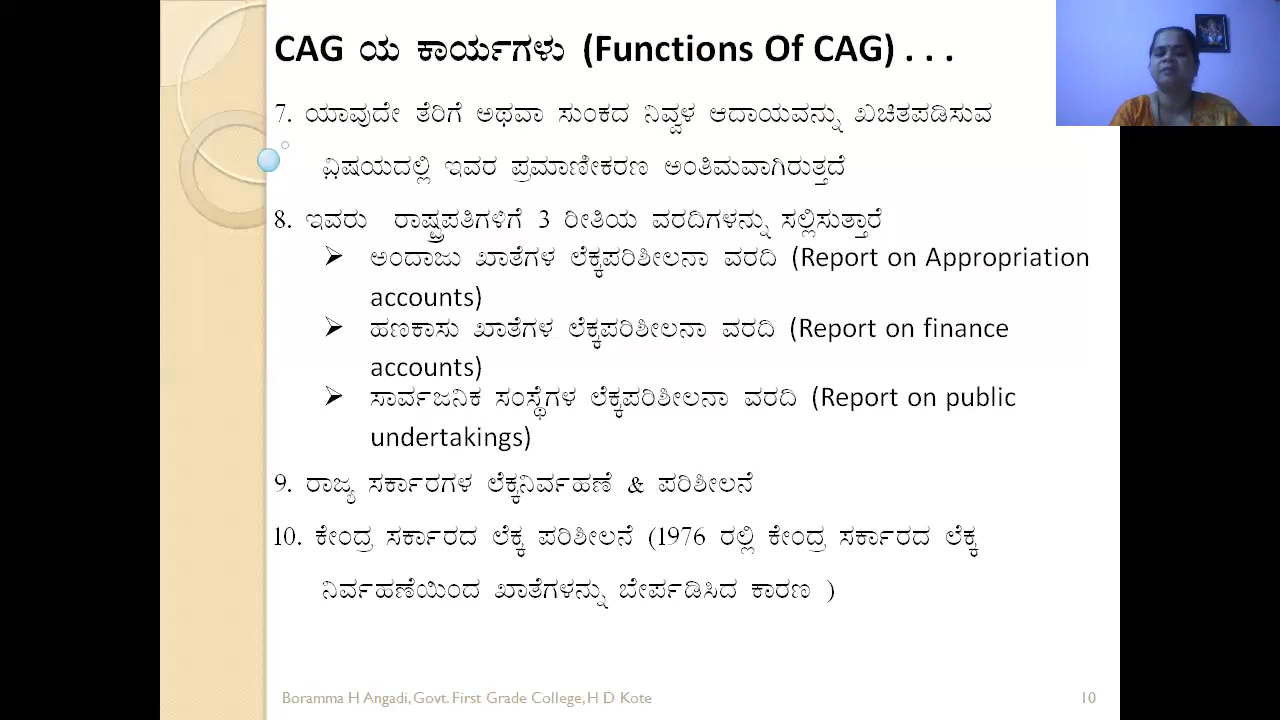 CAG ಯ ಕಾರ್ಯಗಳು (Functions Of CAG) . . .
7. ಯಾವುದೇ ತೆರಿಗೆ ಅಥವಾ ಸುಂಕದ ನಿವ್ವಳ ಆದಾಯವನ್ನು ಖಚಿತಪಡಿಸುವ
ವಿಷಯದಲ್ಲಿ ಇವರ ಪ್ರಮಾಣೀಕರಣ ಅಂತಿಮವಾಗಿರುತ್ತದೆ
8. ಇವರು ರಾಷ್ಟ್ರಪತಿಗಳಿಗೆ 3 ರೀತಿಯ ವರದಿಗಳನ್ನು ಸಲ್ಲಿಸುತ್ತಾರೆ
➢ ಅಂದಾಜು ಖಾತೆಗಳ ಲೆಕ್ಕಪರಿಶೀಲನಾ ವರದಿ (Report on Appropriation
accounts)
➢ ಹಣಕಾಸು ಖಾತೆಗಳ ಲೆಕ್ಕಪರಿಶೀಲನಾ ವರದಿ (Report on finance
accounts)
➢ ಸಾರ್ವಜನಿಕ ಸಂಸ್ಥೆಗಳ ಲೆಕ್ಕಪರಿಶೀಲನಾ ವರದಿ (Report on public
undertakings)
9. ರಾಜ್ಯ ಸರ್ಕಾರಗಳ ಲೆಕ್ಕನಿರ್ವಹಣೆ & ಪರಿಶೀಲನೆ
10. ಕೇಂದ್ರ ಸರ್ಕಾರದ ಲೆಕ್ಕ ಪರಿಶೀಲನೆ (1976 ರಲ್ಲಿ ಕೇಂದ್ರ ಸರ್ಕಾರದ ಲೆಕ್ಕ
ನಿರ್ವಹಣೆಯಿಂದ ಖಾತೆಗಳನ್ನು ಬೇರ್ಪಡಿಸಿದ ಕಾರಣ )
Boramma H Angadi, Govt. First Grade College, H D Kote 10